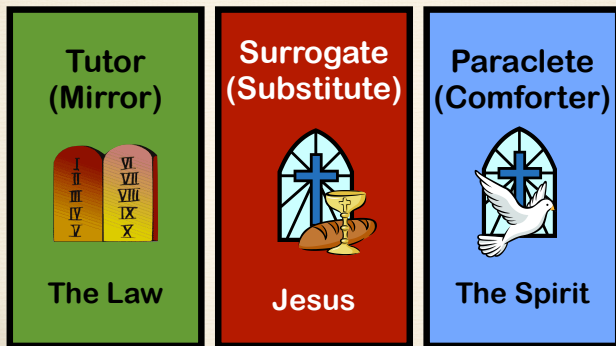 Tutor
(Mirror)
I
II
III
IV
V
VI
VII
VIII
IX
X
The Law
Surrogate
(Substitute)
Jesus
Paraclete
(Comforter)
The Spirit